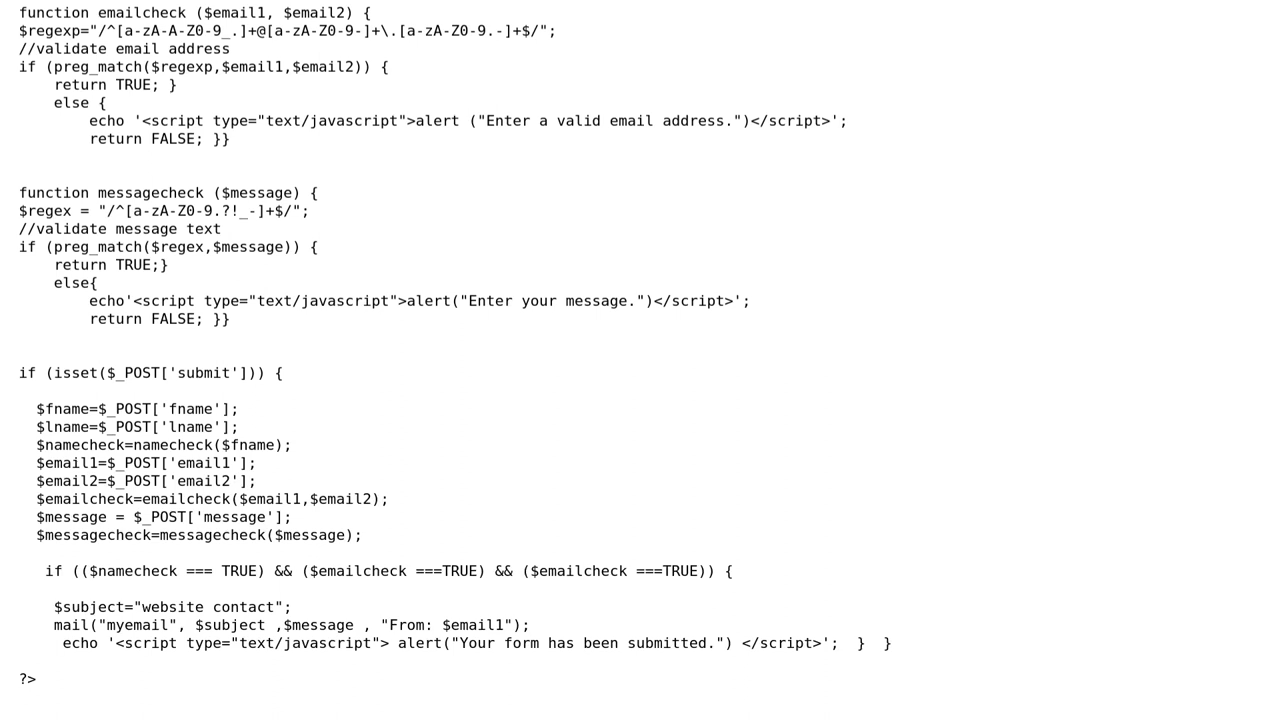 function emailcheck ($email1, $email2) {
$regexp="/^[a-zA-A-Z0-9_.]+@[a-zA-Z0-9-]+\.[a-zA-Z0-9.-]+$/";
//validate email address
if (preg_match($regexp,$email1,$email2)) {
    return TRUE; }
    else {
        echo '<script type="text/javascript">alert ("Enter a valid email address.")</script>';
        return FALSE; }}
function messagecheck ($message) {
$regex = "/^[a-zA-Z0-9.?!_-]+$/";
//validate message text
if (preg_match($regex,$message)) {
    return TRUE;}
    else{
        echo'<script type="text/javascript">alert("Enter your message.")</script>';
        return FALSE; }}
if (isset($_POST['submit'])) {
  $fname=$_POST['fname'];
  $lname=$_POST['lname'];
  $namecheck=namecheck($fname);
  $email1=$_POST['email1'];
  $email2=$_POST['email2'];
  $emailcheck=emailcheck($email1,$email2);
  $message = $_POST['message'];
  $messagecheck=messagecheck($message);
   if (($namecheck === TRUE) && ($emailcheck ===TRUE) && ($emailcheck ===TRUE)) {
    $subject="website contact";
    mail("myemail", $subject ,$message , "From: $email1");
     echo '<script type="text/javascript"> alert("Your form has been submitted.") </script>';  }  }
?>